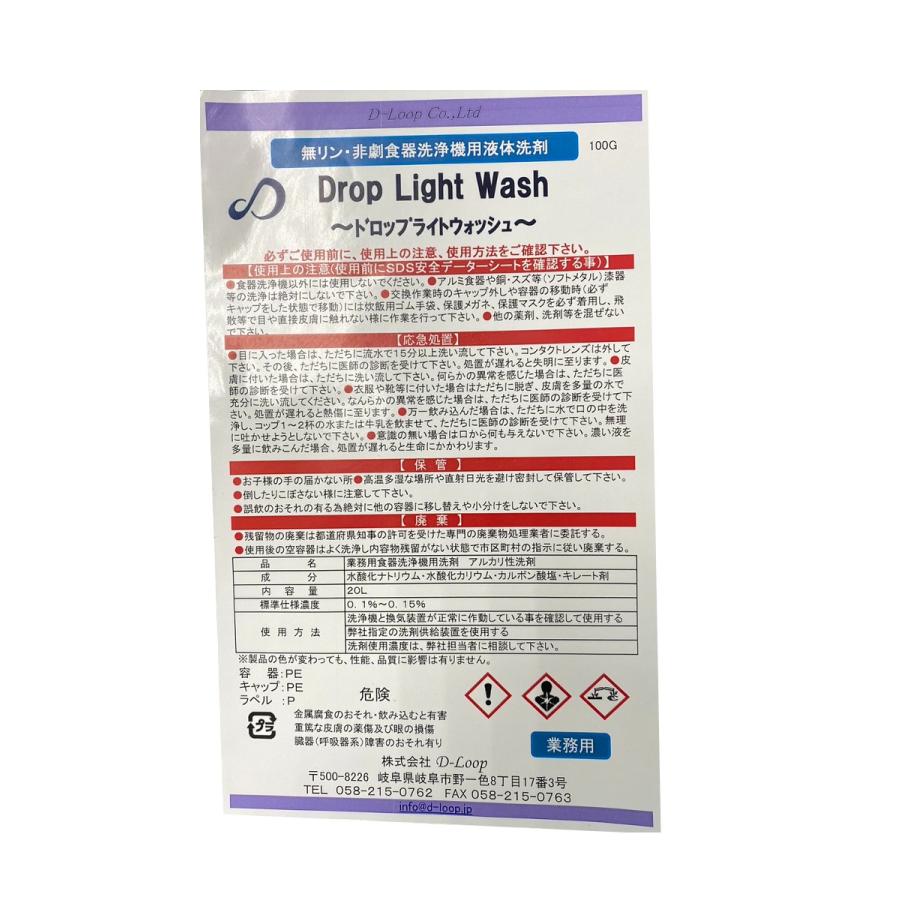 D-Loop Co.,Ltd
無リン・非劇食器洗浄機用液体洗剤 100G
Drop Light Wash
～ドロップライトウォッシュ～
必ずご使用前に、使用上の注意、使用方法をご確認下さい。
【使用上の注意(使用前にSDS安全データーシートを確認する事)】
●食器洗浄機以外には使用しないでください。●アルミ食器や銅・スズ等(ソフトメタル)漆器
等の洗浄は絶対にしないで下さい。●交換作業時のキャップ外しや容器の移動時(必ず
キャップをした状態で移動)には炊飯用ゴム手袋、保護メガネ、保護マスクを必ず着用し、飛
散等で目や直接皮膚に触れない様に作業を行って下さい。●他の薬剤、洗剤等を混ぜない
で下さい。
【応急処置】
●目に入った場合は、ただちに流水で15分以上洗い流して下さい。コンタクトレンズは外して
下さい。その後、ただちに医師の診断を受けて下さい。処置が遅れると失明に至ります。●皮
膚に付いた場合は、ただちに洗い流して下さい。何らかの異常を感じた場合は、ただちに医
師の診断を受けて下さい。●衣服や靴等に付いた場合はただちに脱ぎ、皮膚を多量の水で
充分に洗い流してください。なんらかの異常を感じた場合は、ただちに医師の診断を受けて下
さい。処置が遅れると熱傷に至ります。●万一飲み込んだ場合は、ただちに水で口の中を洗
浄し、コップ1～2杯の水または牛乳を飲ませて、ただちに医師の診断を受けて下さい。無理
に吐かせようとしないで下さい。●意識の無い場合は口から何も与えないで下さい。濃い液を
多量に飲みこんだ場合、処置が遅れると生命にかかわります。
【 保 管 】
●お子様の手の届かない所●高温多湿な場所や直射日光を避け密封して保管して下さい。
●倒したりこぼさない様に注意して下さい。
●誤飲のおそれの有る為絶対に他の容器に移し替えや小分けをしないで下さい。
【 廃棄 】
●残留物の廃棄は都道府県知事の許可を受けた専門の廃棄物処理業者に委託する。
●使用後の空容器はよく洗浄し内容物残留がない状態で市区町村の指示に従い廃棄する。
品 名 業務用食器洗浄機用洗剤 アルカリ性洗剤
成 分 水酸化ナトリウム・水酸化カリウム・カルボン酸塩・キレート剤
内 容 量 20L
標準仕様濃度 0.1%～0.15%
使 用 方 法 洗浄機と換気装置が正常に作動している事を確認して使用する
弊社指定の洗剤供給装置を使用する
洗剤使用濃度は、弊社担当者に相談して下さい。
※製品の色が変わっても、性能、品質に影響は有りません。
容 器:PE
キャップ:PE
ラベル :P
危険
プラ
金属腐食のおそれ・飲み込むと有害
重篤な皮膚の薬傷及び眼の損傷
臓器(呼吸器系)障害のおそれ有り
業務用
株式会社 D-Loop
〒500-8226 岐阜県岐阜市野一色8丁目17番3号
TEL 058-215-0762 FAX 058-215-0763
info@d-loop.jp